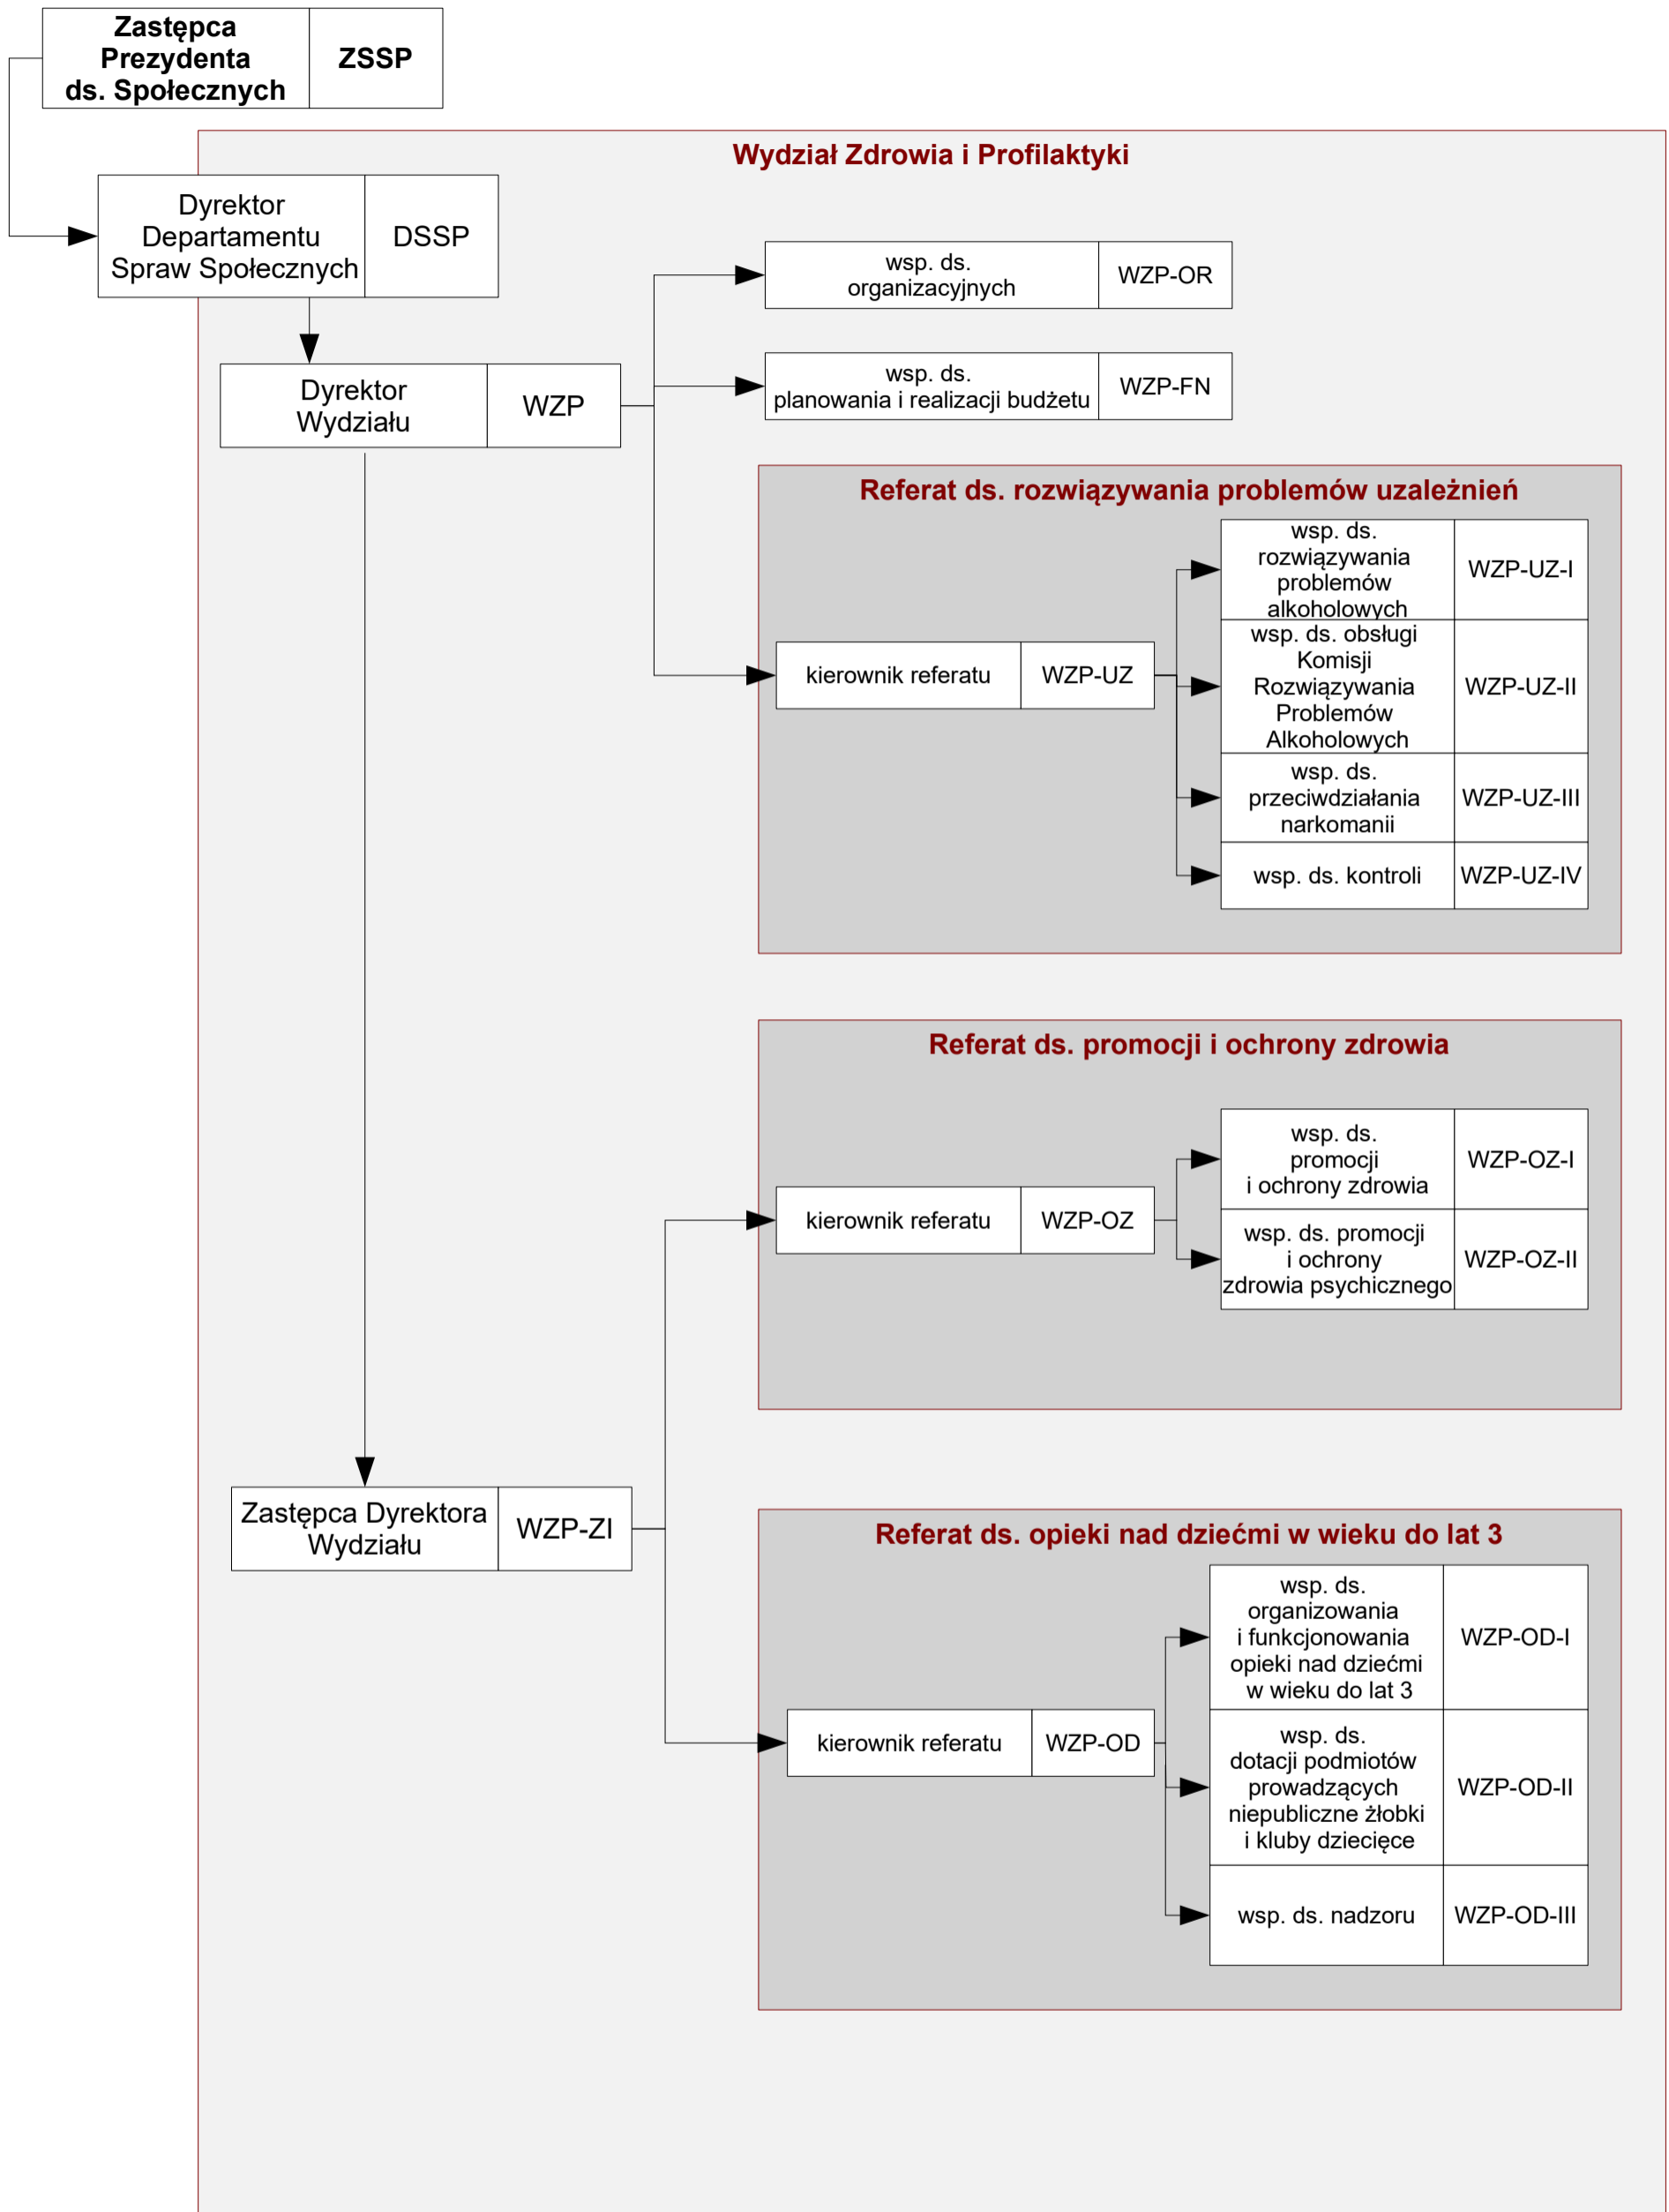 Zastępca
Prezydenta
ds. Społecznych
ZSSP
Wydział Zdrowia i Profilaktyki
Dyrektor
Departamentu
Spraw Społecznych
DSSP
wsp. ds.
organizacyjnych
WZP-OR
wsp. ds.
planowania i realizacji budżetu
WZP-FN
Dyrektor
Wydziału
WZP
Referat ds. rozwiązywania problemów uzależnień
kierownik referatu
WZP-UZ
wsp. ds.
rozwiązywania
problemów
alkoholowych
WZP-UZ-I
wsp. ds. obsługi
Komisji
Rozwiązywania
Problemów
Alkoholowych
WZP-UZ-II
wsp. ds.
przeciwdziałania
narkomanii
WZP-UZ-III
wsp. ds. kontroli
WZP-UZ-IV
Referat ds. promocji i ochrony zdrowia
kierownik referatu
WZP-OZ
wsp. ds.
promocji
i ochrony zdrowia
WZP-OZ-I
wsp. ds. promocji
i ochrony
zdrowia psychicznego
WZP-OZ-II
Zastępca Dyrektora
Wydziału
WZP-ZI
Referat ds. opieki nad dziećmi w wieku do lat 3
kierownik referatu
WZP-OD
wsp. ds.
organizowania
i funkcjonowania
opieki nad dziećmi
w wieku do lat 3
WZP-OD-I
wsp. ds.
dotacji podmiotów
prowadzących
niepubliczne żłobki
i kluby dziecięce
WZP-OD-II
wsp. ds. nadzoru
WZP-OD-III